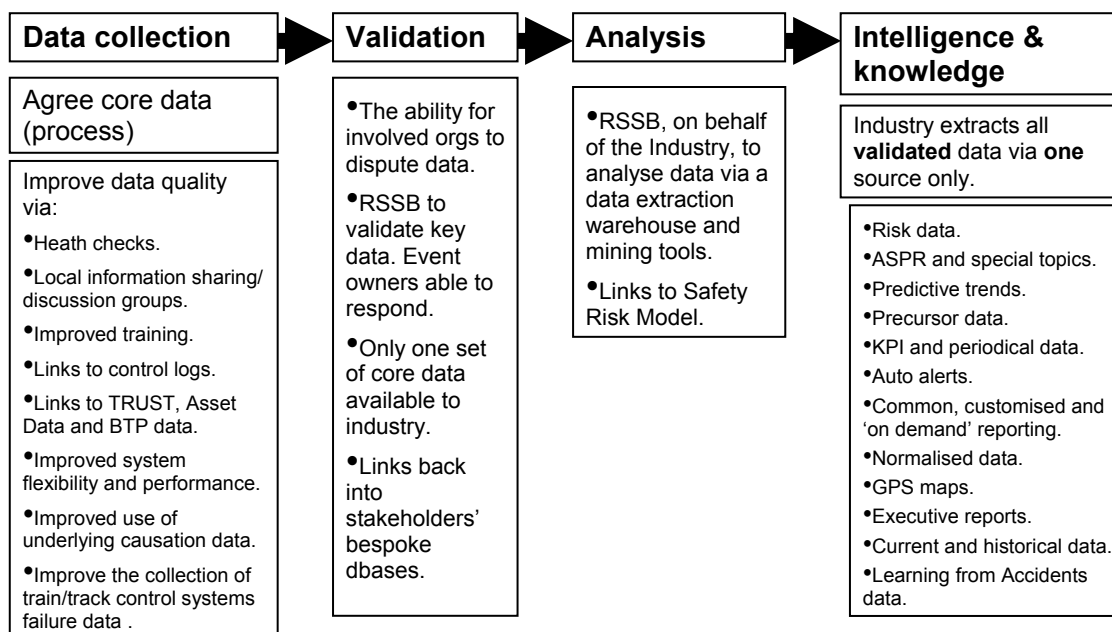 Data collection
Agree core data
(process)
Improve data quality
via:
•Heath checks.
•Local information sharing/
discussion groups.
•Improved training.
•Links to control logs.
•Links to TRUST, Asset
Data and BTP data.
•Improved system
flexibility and performance.
•Improved use of
underlying causation data.
•Improve the collection of
train/track control systems
failure data .
Validation
•The ability for
involved orgs to
dispute data.
•RSSB to
validate key
data. Event
owners able to
respond.
•Only one set
of core data
available to
industry.
•Links back
into
stakeholders’
bespoke
dbases.
Analysis
•RSSB, on behalf
of the Industry, to
analyse data via a
data extraction
warehouse and
mining tools.
•Links to Safety
Risk Model.
Intelligence &
knowledge
Industry extracts all
validated data via one
source only.
•Risk data.
•ASPR and special topics.
•Predictive trends.
•Precursor data.
•KPI and periodical data.
•Auto alerts.
•Common, customised and
‘on demand’ reporting.
•Normalised data.
•GPS maps.
•Executive reports.
•Current and historical data.
•Learning from Accidents
data.